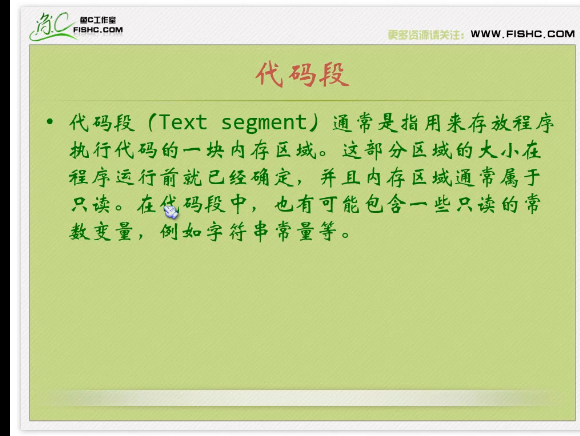 鱼C工作室
FISHC.COM
更多资源请关注：WWW.FISHC.COM
代码段
• 代码段（Text segment）通常是指用来存放程序
执行代码的一块内存区域。这部分区域的大小在
程序运行前就已经确定，并且内存区域通常属于
只读。在代码段中，也有可能包含一些只读的常
数变量，例如字符串常量等。